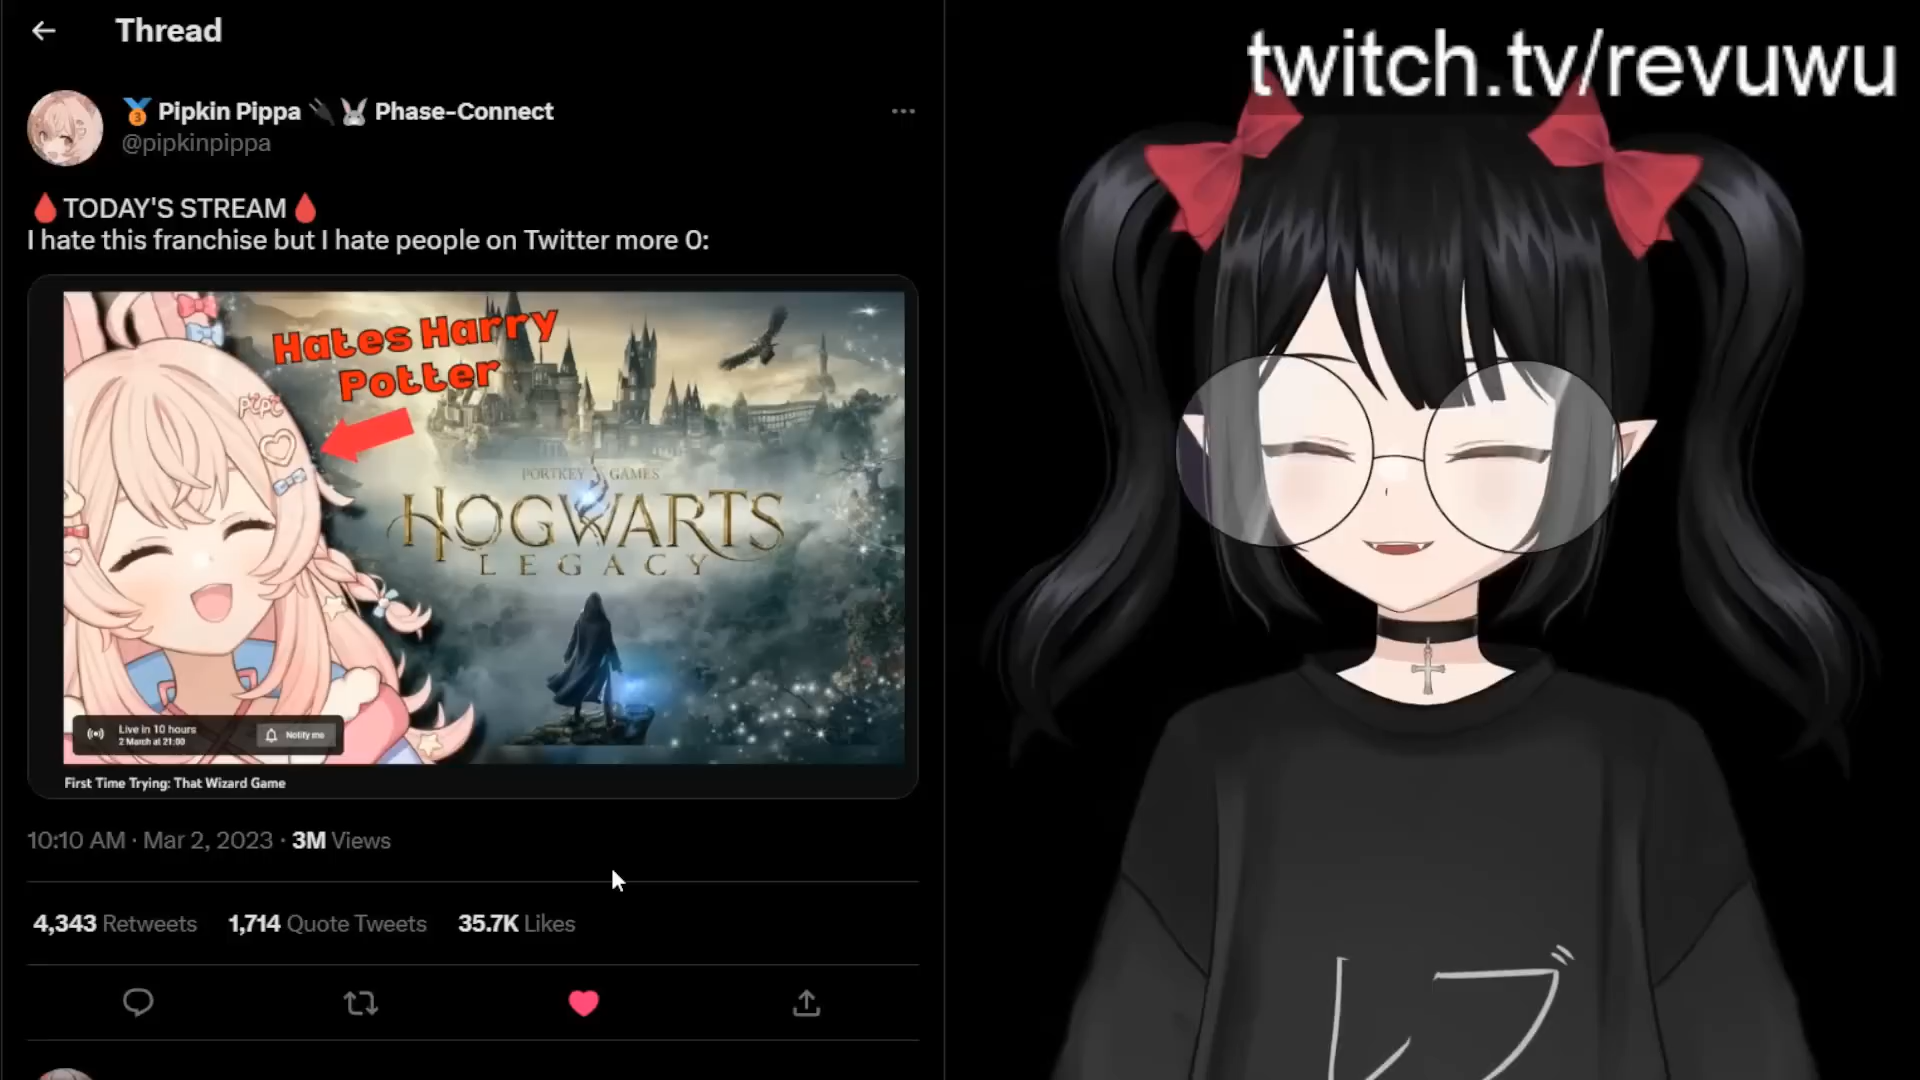 Thread
twitch.tv/revuwu
Pipkin Pippa Phase-Connect
@pipkinpippa
TODAY'S STREAM
I hate this franchise but I hate people on Twitter more O:
Hates Harry
Potter
PiPi
PORTKEY GAMES
HOGWARTS
LEGACY
Live in 10 hours
2 March at 21:00
Notify me
First Time Trying: That Wizard Game
10:10 AM · Mar 2, 2023 · 3M Views
4,343 Retweets 1,714 Quote Tweets 35.7K Likes
レブ